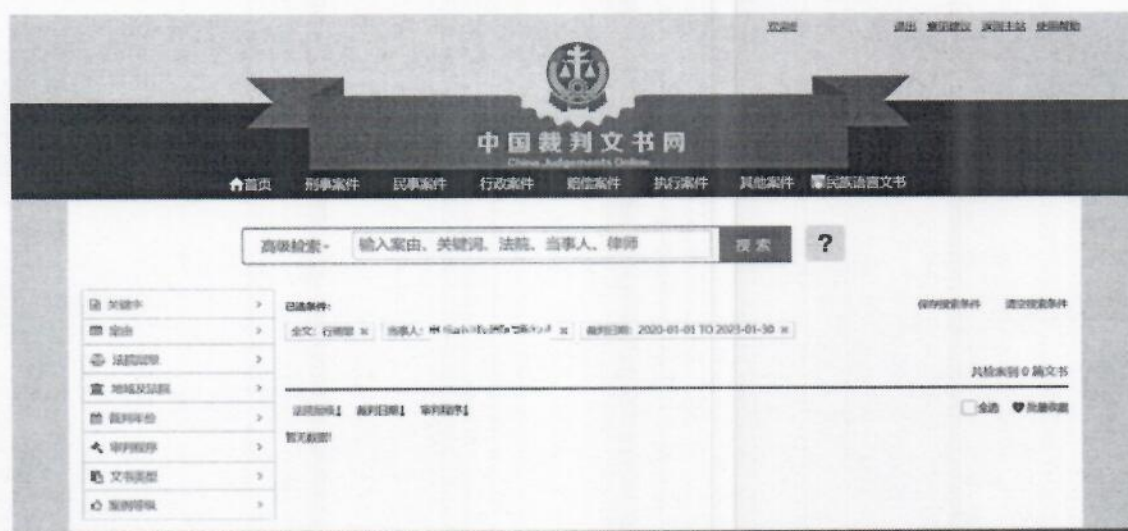 欢迎您 退出 意见建议 返回主站 使用帮助
中国裁判文书网
China Judgements Online
首页 刑事案件 民事案件 行政案件 赔偿案件 执行案件 其他案件 民族语言文书
高级检索 输入案由、关键词、法院、当事人、律师 搜索 ?
关键字
案由
法院层级
地域及法院
裁判年份
审判程序
文书类型
案例等级
已选条件: 保存搜索条件 清空搜索条件
全文: 行贿罪 × 当事人: × 裁判日期: 2020-01-01 TO 2023-01-30 ×
共检索到 0 篇文书
法院层级↓ 裁判日期↓ 审判程序↓ 全选 批量收藏
暂无数据!